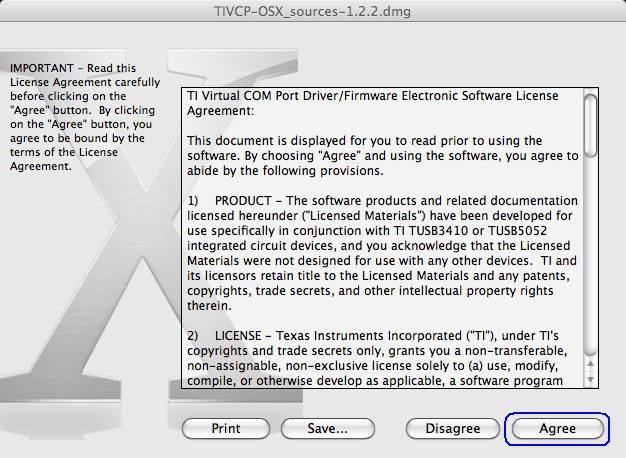 TIVCP-OSX_sources-1.2.2.dmg
IMPORTANT – Read this
License Agreement carefully
before clicking on the
"Agree" button.  By clicking
on the "Agree" button, you
agree to be bound by the
terms of the License
Agreement.
TI Virtual COM Port Driver/Firmware Electronic Software License
Agreement:
This document is displayed for you to read prior to using the
software. By choosing "Agree" and using the software, you agree to
abide by the following provisions.
1)    PRODUCT – The software products and related documentation
licensed hereunder ("Licensed Materials") have been developed for
use specifically in conjunction with TI TUSB3410 or TUSB5052
integrated circuit devices, and you acknowledge that the Licensed
Materials were not designed for use with any other devices.  TI and
its licensors retain title to the Licensed Materials and any patents,
copyrights, trade secrets, and other intellectual property rights
therein.
2)    LICENSE – Texas Instruments Incorporated ("TI"), under TI's
copyrights and trade secrets only, grants you a non-transferable,
non-assignable, non-exclusive license solely to (a) use, modify,
compile, or otherwise develop as applicable, a software program
Print
Save...
Disagree
Agree